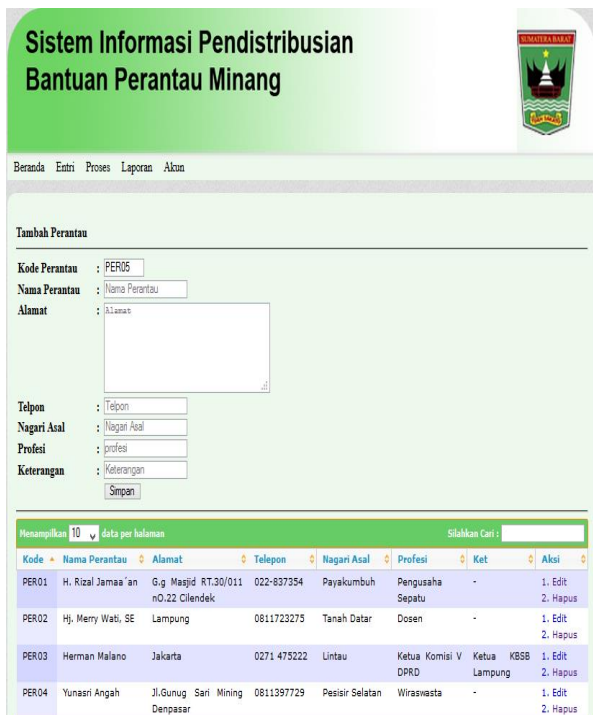 Sistem Informasi Pendistribusian
Bantuan Perantau Minang
SUMATERA BARAT
Beranda Entri Proses Laporan Akun
Tambah Perantau
Kode Perantau : PER05
Nama Perantau : Nama Perantau
Alamat : Alamat
Telpon : Telpon
Nagari Asal : Nagari Asal
Profesi : profesi
Keterangan : Keterangan
Simpan
Menampilkan 10 data per halaman Silahkan Cari :
Kode Nama Perantau Alamat Telepon Nagari Asal Profesi Ket Aksi
PER01 H. Rizal Jamaa´an G.g Masjid RT.30/011 022-837354 Payakumbuh Pengusaha - 1. Edit
nO.22 Cilendek Sepatu 2. Hapus
PER02 Hj. Merry Wati, SE Lampung 0811723275 Tanah Datar Dosen - 1. Edit
2. Hapus
PER03 Herman Malano Jakarta 0271 475222 Lintau Ketua Komisi V Ketua KBSB 1. Edit
DPRD Lampung 2. Hapus
PER04 Yunasri Angah Jl.Gunug Sari Mining 0811397729 Pesisir Selatan Wiraswasta - 1. Edit
Denpasar 2. Hapus